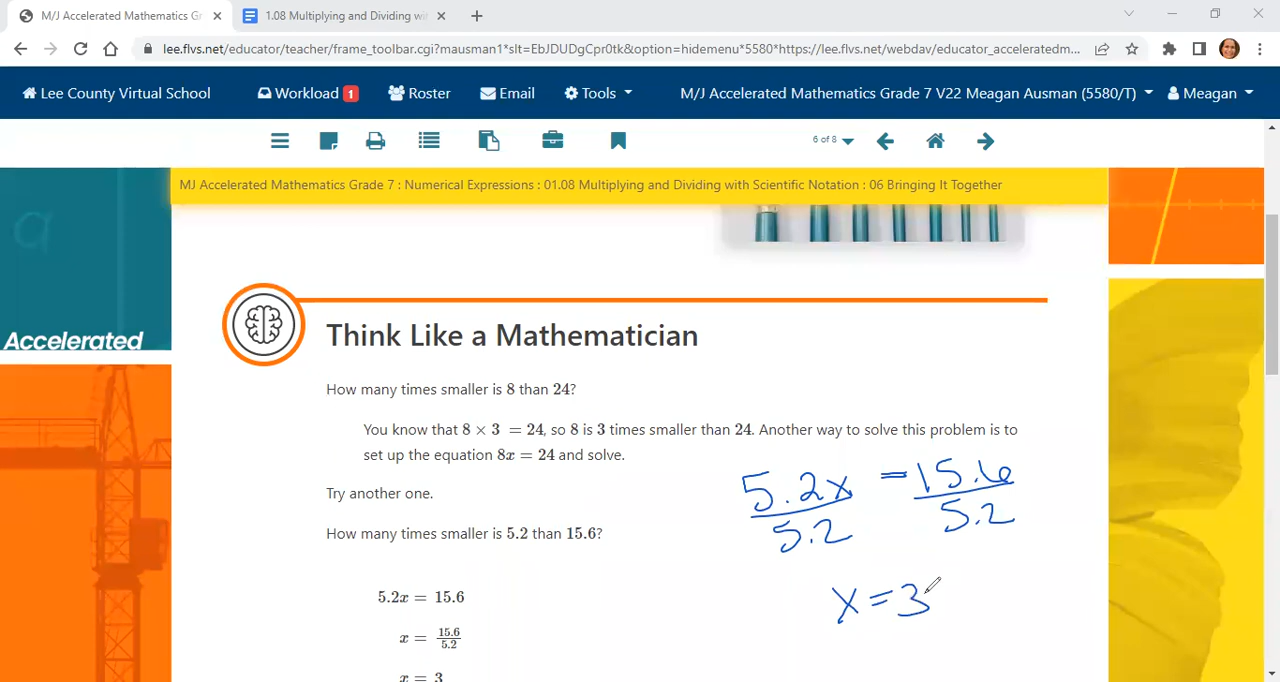 M/J Accelerated Mathematics Gr
1.08 Multiplying and Dividing with
lee.flvs.net/educator/teacher/frame_toolbar.cgi?mausman1*slt=EbJDUDgCpr0tk&option=hidemenu*5580*https://lee.flvs.net/webdav/educator_acceleratedm...
Lee County Virtual School Workload 1 Roster Email Tools M/J Accelerated Mathematics Grade 7 V22 Meagan Ausman (5580/T) Meagan
6 of 8
MJ Accelerated Mathematics Grade 7 : Numerical Expressions : 01.08 Multiplying and Dividing with Scientific Notation : 06 Bringing It Together
a
Accelerated
Think Like a Mathematician
How many times smaller is 8 than 24?
You know that 8 × 3 = 24, so 8 is 3 times smaller than 24. Another way to solve this problem is to
set up the equation 8x = 24 and solve.
Try another one.
How many times smaller is 5.2 than 15.6?
5.2x = 15.6
x = 15.6/5.2
x = 3
5.2x = 15.6
5.2 5.2
x = 3